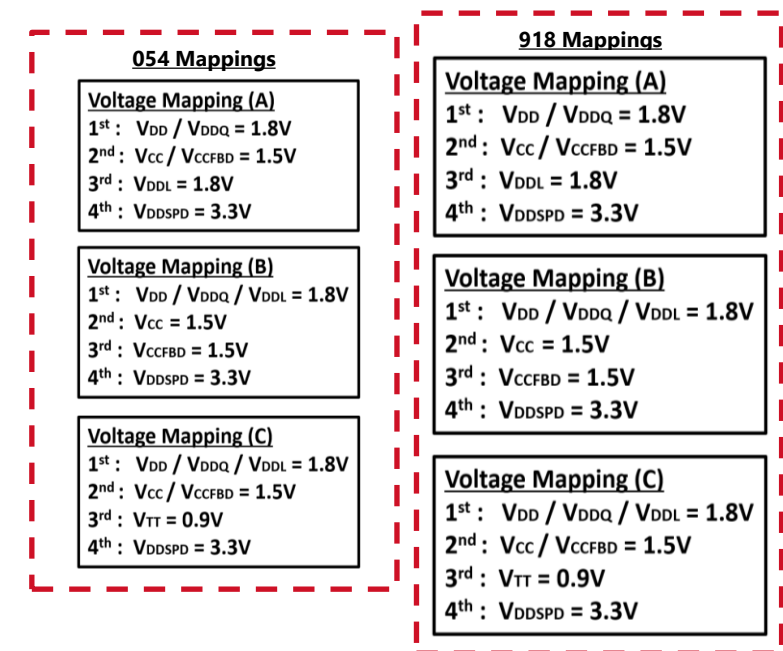 054 Mappings
Voltage Mapping (A)
1st : VDD / VDDQ = 1.8V
2nd : VCC / VCCFBD = 1.5V
3rd : VDDL = 1.8V
4th : VDDSPD = 3.3V
Voltage Mapping (B)
1st : VDD / VDDQ / VDDL = 1.8V
2nd : VCC = 1.5V
3rd : VCCFBD = 1.5V
4th : VDDSPD = 3.3V
Voltage Mapping (C)
1st : VDD / VDDQ / VDDL = 1.8V
2nd : VCC / VCCFBD = 1.5V
3rd : VTT = 0.9V
4th : VDDSPD = 3.3V
918 Mappings
Voltage Mapping (A)
1st : VDD / VDDQ = 1.8V
2nd : VCC / VCCFBD = 1.5V
3rd : VDDL = 1.8V
4th : VDDSPD = 3.3V
Voltage Mapping (B)
1st : VDD / VDDQ / VDDL = 1.8V
2nd : VCC = 1.5V
3rd : VCCFBD = 1.5V
4th : VDDSPD = 3.3V
Voltage Mapping (C)
1st : VDD / VDDQ / VDDL = 1.8V
2nd : VCC / VCCFBD = 1.5V
3rd : VTT = 0.9V
4th : VDDSPD = 3.3V